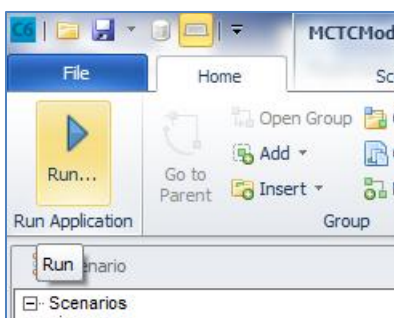 C6
MCTCMod
File
Home
Sc
Run...
Go to
Parent
Open Group
Add
Insert
Run Application
Group
Run
enario
Scenarios